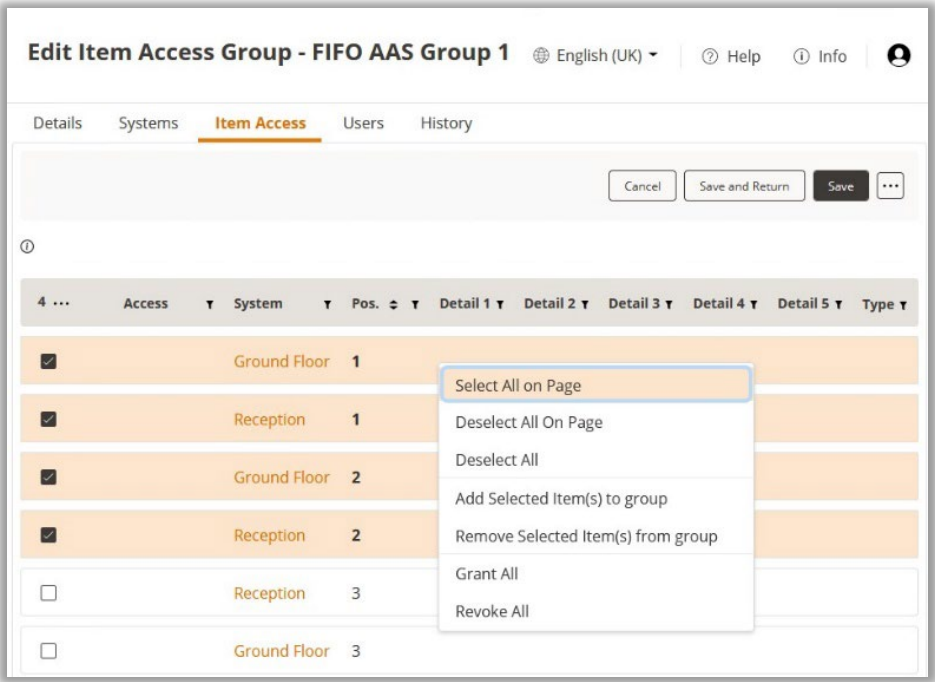 Edit Item Access Group - FIFO AAS Group 1 English (UK) Help Info
Details Systems Item Access Users History
Cancel Save and Return Save ...
4 ... Access System Pos. Detail 1 Detail 2 Detail 3 Detail 4 Detail 5 Type
Ground Floor 1
Select All on Page
Reception 1
Deselect All On Page
Deselect All
Ground Floor 2
Add Selected Item(s) to group
Reception 2
Remove Selected Item(s) from group
Grant All
Reception 3
Revoke All
Ground Floor 3